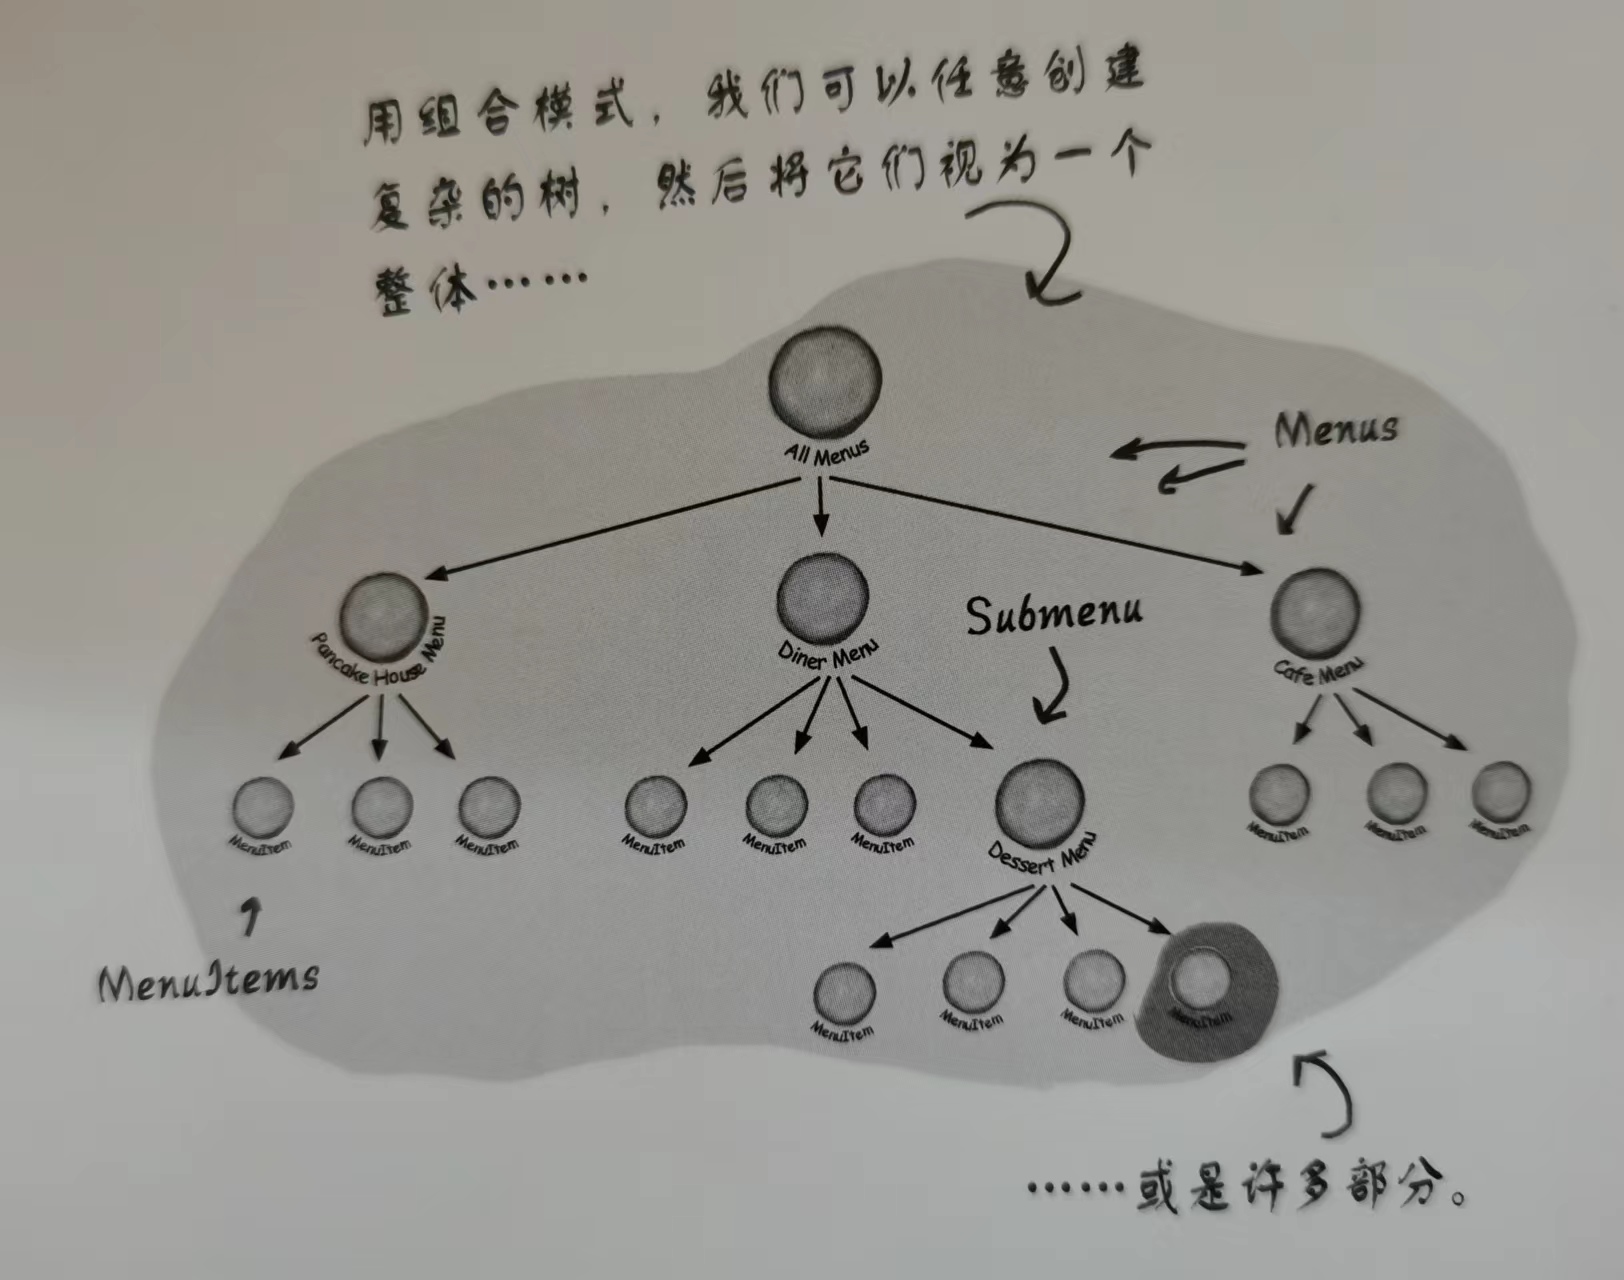 用组合模式，我们可以任意创建
复杂的树，然后将它们视为一个
整体……
All Menus
Menus
Pancake House Menu
Diner Menu
Submenu
Cafe Menu
MenuItem
MenuItem
MenuItem
MenuItem
MenuItem
MenuItem
Dessert Menu
MenuItem
MenuItem
MenuItem
MenuItems
MenuItem
MenuItem
MenuItem
MenuItem
……或是许多部分。